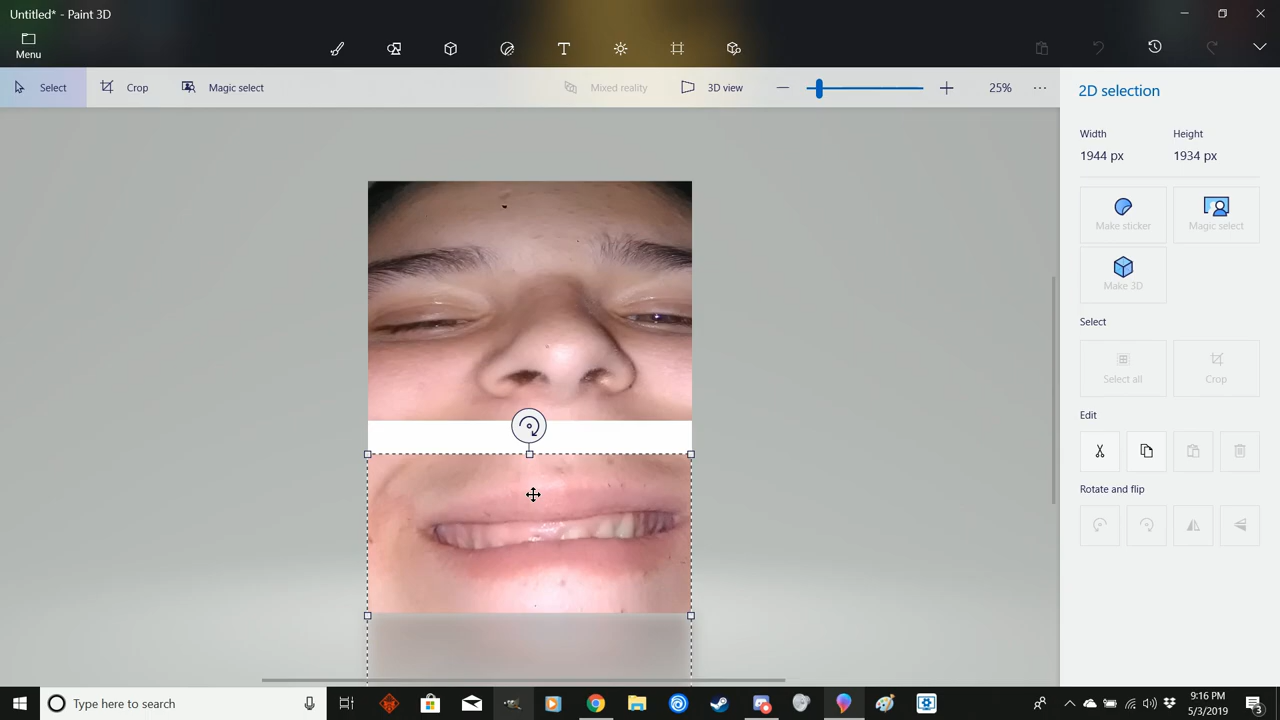 Untitled* - Paint 3D
Menu
Select
Crop
Magic select
Mixed reality
3D view
25%
2D selection
Width
Height
1944 px
1934 px
Make sticker
Magic select
Make 3D
Select
Select all
Crop
Edit
Rotate and flip
Type here to search
9:16 PM
5/3/2019
3